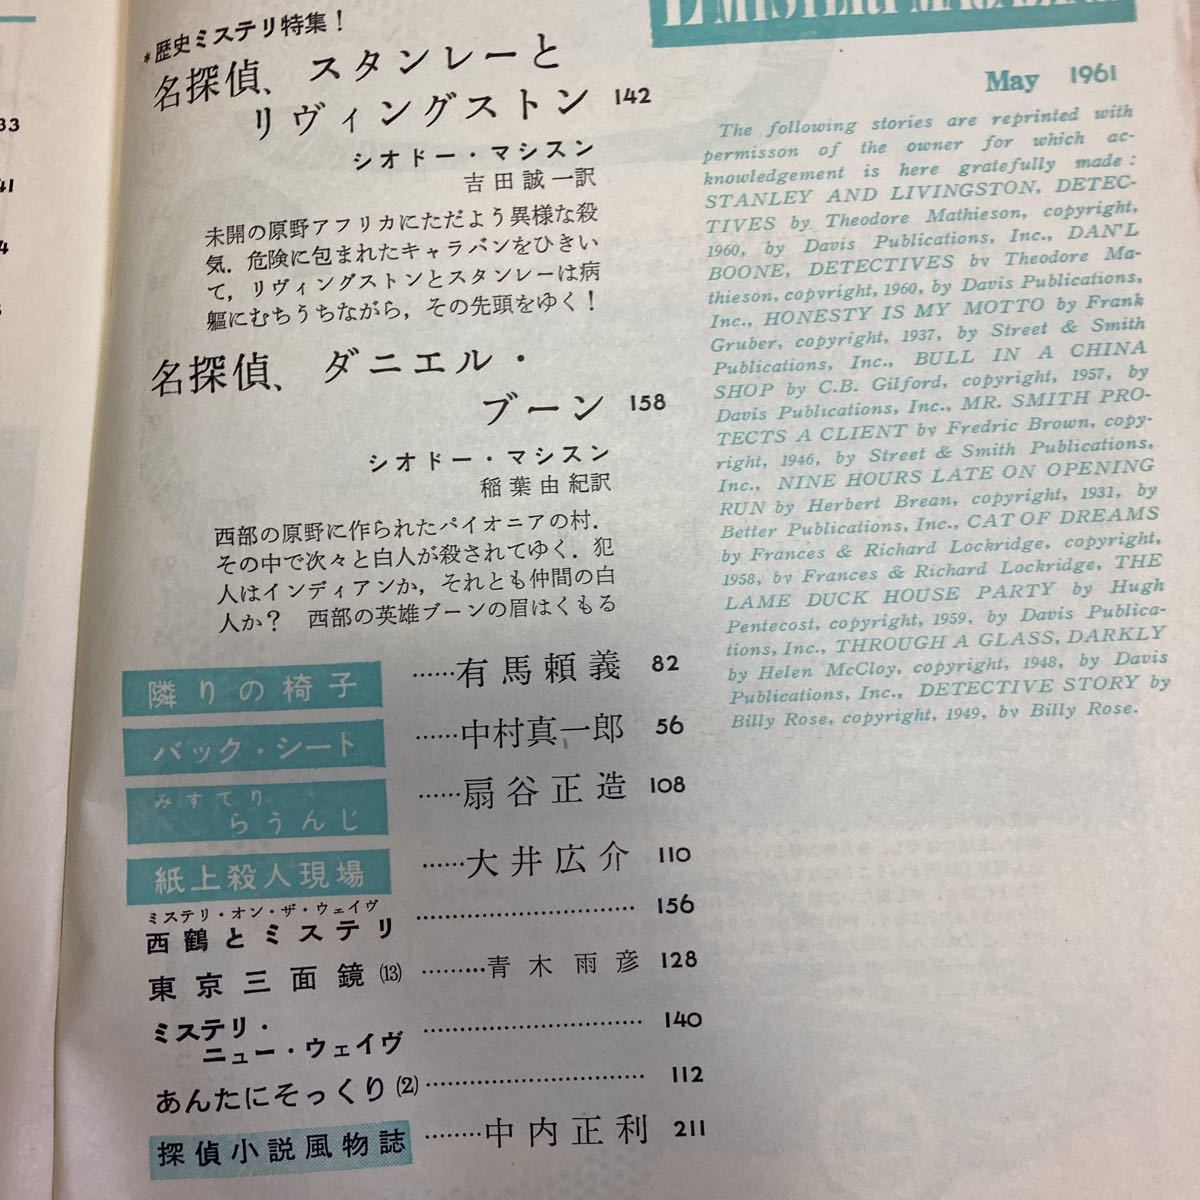 *歴史ミステリ特集!
名探偵、スタンレーと
リヴィングストン 142
シオドー・マシスン
吉田誠一訳
未開の原野アフリカにただよう異様な殺
気．危険に包まれたキャラバンをひきい
て，リヴィングストンとスタンレーは病
軀にむちうちながら，その先頭をゆく！
名探偵、ダニエル・
ブーン 158
シオドー・マシスン
稲葉由紀訳
西部の原野に作られたパイオニアの村．
その中で次々と白人が殺されてゆく．犯
人はインディアンか，それとも仲間の白
人か？ 西部の英雄ブーンの眉はくもる
隣りの椅子 ……有馬頼義 82
バック・シート ……中村真一郎 56
みすてり
らうんじ ……扇谷正造 108
紙上殺人現場 ……大井広介 110
ミステリ・オン・ザ・ウェイヴ
西鶴とミステリ ………… 156
東京三面鏡(13) ………青木雨彦 128
ミステリ・
ニュー・ウェイヴ ………… 140
あんたにそっくり(2) ………… 112
探偵小説風物誌 ………中内正利 211
May 1961
The following stories are reprinted with
permisson of the owner for which ac-
knowledgement is here gratefully made:
STANLEY AND LIVINGSTON, DETEC-
TIVES by Theodore Mathieson, copyright,
1960, by Davis Publications, Inc., DAN'L
BOONE, DETECTIVES by Theodore Ma-
thieson, copyright, 1960, by Davis Publications,
Inc., HONESTY IS MY MOTTO by Frank
Gruber, copyright, 1937, by Street & Smith
Publications, Inc., BULL IN A CHINA
SHOP by C.B. Gilford, copyright, 1957, by
Davis Publications, Inc., MR. SMITH PRO-
TECTS A CLIENT by Fredric Brown, copy-
right, 1946, by Street & Smith Publications,
Inc., NINE HOURS LATE ON OPENING
RUN by Herbert Brean, copyright, 1931, by
Better Publications, Inc., CAT OF DREAMS
by Frances & Richard Lockridge, copyright,
1958, by Frances & Richard Lockridge, THE
LAME DUCK HOUSE PARTY by Hugh
Pentecost, copyright, 1959, by Davis Publica-
tions, Inc., THROUGH A GLASS, DARKLY
by Helen McCloy, copyright, 1948, by Davis
Publications, Inc., DETECTIVE STORY by
Billy Rose, copyright, 1949, by Billy Rose.